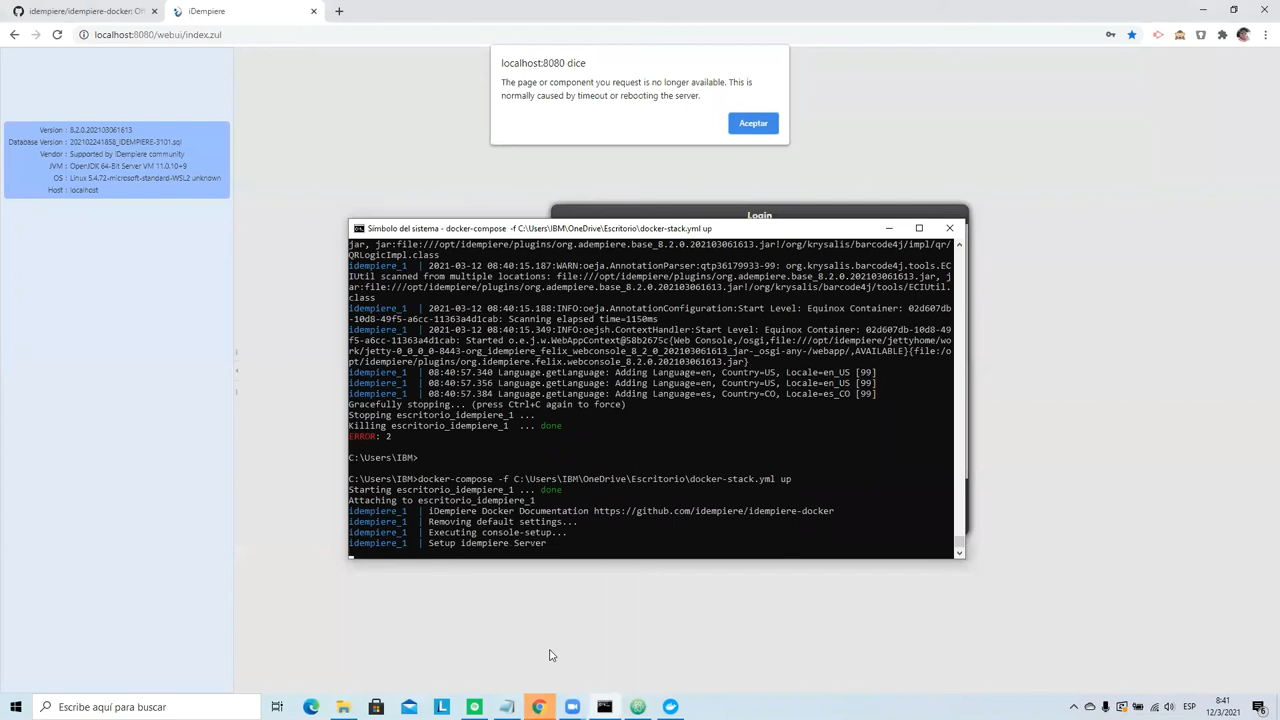 idempiere/idempiere-docker: Of
iDempiere
localhost:8080/webui/index.zul
localhost:8080 dice
The page or component you request is no longer available. This is
normally caused by timeout or rebooting the server.
Aceptar
Version : 8.2.0.202103061613
Database Version : 202102241858_IDEMPIERE-3101.sql
Vendor : Supported by iDempiere community
JVM : OpenJDK 64-Bit Server VM 11.0.10+9
OS : Linux 5.4.72-microsoft-standard-WSL2 unknown
Host : localhost
Login
Símbolo del sistema - docker-compose -f C:\Users\IBM\OneDrive\Escritorio\docker-stack.yml up
jar, jar:file:///opt/idempiere/plugins/org.adempiere.base_8.2.0.202103061613.jar!/org/krysalis/barcode4j/impl/qr/
QRLogicImpl.class
idempiere_1 | 2021-03-12 08:40:15.187:WARN:oeja.AnnotationParser:qtp36179933-99: org.krysalis.barcode4j.tools.EC
IUtil scanned from multiple locations: file:///opt/idempiere/plugins/org.adempiere.base_8.2.0.202103061613.jar, j
ar:file:///opt/idempiere/plugins/org.adempiere.base_8.2.0.202103061613.jar!/org/krysalis/barcode4j/tools/ECIUtil.
class
idempiere_1 | 2021-03-12 08:40:15.188:INFO:oeja.AnnotationConfiguration:Start Level: Equinox Container: 02d607db
-10d8-49f5-a6cc-11363a4d1cab: Scanning elapsed time=1150ms
idempiere_1 | 2021-03-12 08:40:15.349:INFO:oejsh.ContextHandler:Start Level: Equinox Container: 02d607db-10d8-49
f5-a6cc-11363a4d1cab: Started o.e.j.w.WebAppContext@58b2675c{Web Console,/osgi,file:///opt/idempiere/jettyhome/wo
rk/jetty-0_0_0_0-8443-org_idempiere_felix_webconsole_8_2_0_202103061613_jar-_osgi-any-/webapp/,AVAILABLE}{file:/o
pt/idempiere/plugins/org.idempiere.felix.webconsole_8.2.0.202103061613.jar}
idempiere_1 | 08:40:57.340 Language.getLanguage: Adding Language=en, Country=US, Locale=en_US [99]
idempiere_1 | 08:40:57.356 Language.getLanguage: Adding Language=en, Country=US, Locale=en_US [99]
idempiere_1 | 08:40:57.384 Language.getLanguage: Adding Language=es, Country=CO, Locale=es_CO [99]
Gracefully stopping... (press Ctrl+C again to force)
Stopping escritorio_idempiere_1 ...
Killing escritorio_idempiere_1 ... done
ERROR: 2
C:\Users\IBM>
C:\Users\IBM>docker-compose -f C:\Users\IBM\OneDrive\Escritorio\docker-stack.yml up
Starting escritorio_idempiere_1 ... done
Attaching to escritorio_idempiere_1
idempiere_1 | iDempiere Docker Documentation https://github.com/idempiere/idempiere-docker
idempiere_1 | Removing default settings...
idempiere_1 | Executing console-setup...
idempiere_1 | Setup idempiere Server
Escribe aquí para buscar
ESP
8:41
12/3/2021